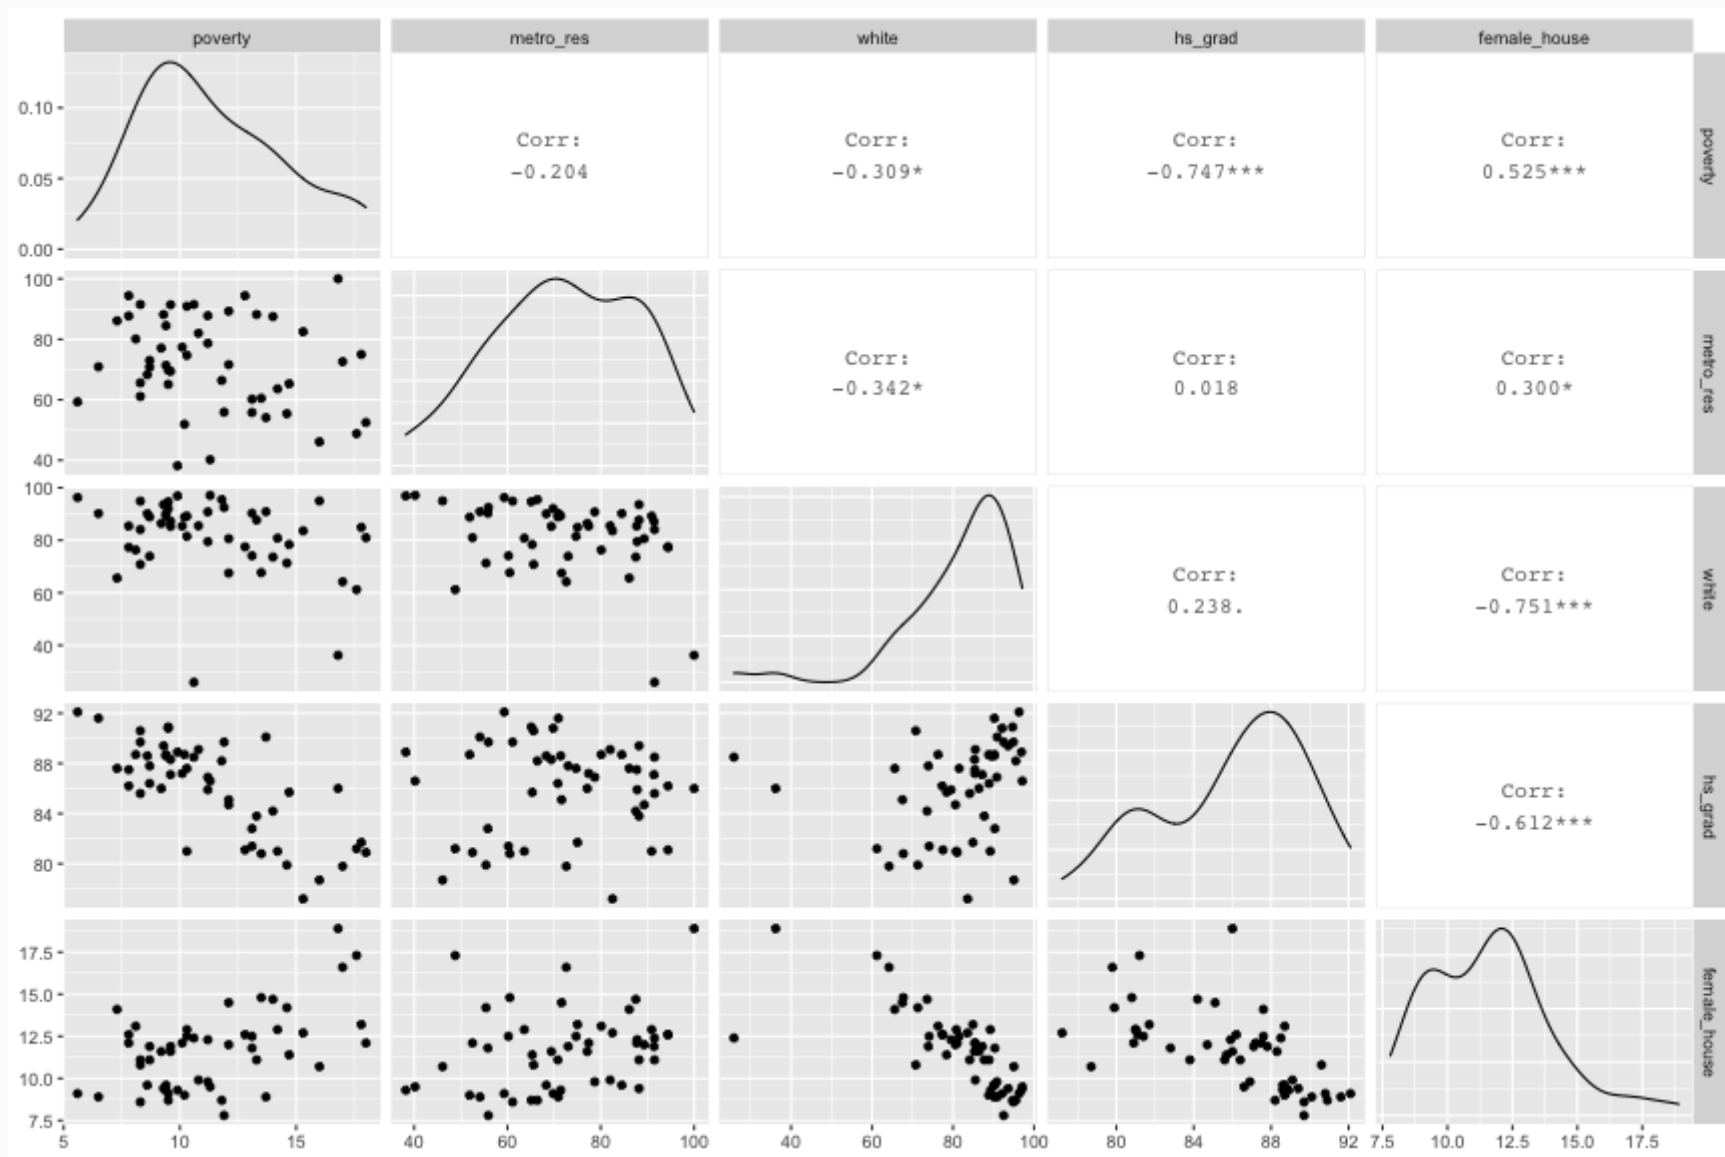 poverty metro_res white hs_grad female_house
0.10
0.05
0.00
Corr:
-0.204
Corr:
-0.309*
Corr:
-0.747***
Corr:
0.525***
poverty
100
80
60
40
Corr:
-0.342*
Corr:
0.018
Corr:
0.300*
metro_res
100
80
60
40
Corr:
0.238.
Corr:
-0.751***
white
92
88
84
80
Corr:
-0.612***
hs_grad
17.5
15.0
12.5
10.0
7.5
female_house
5 10 15 40 60 80 100 40 60 80 100 80 84 88 92 7.5 10.0 12.5 15.0 17.5